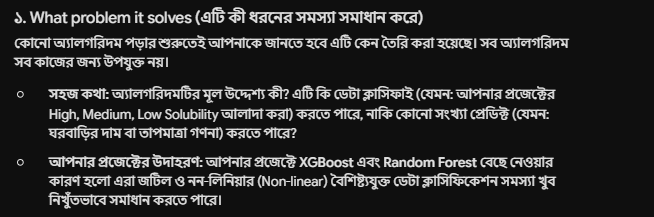 ১. What problem it solves (এটি কী ধরনের সমস্যা সমাধান করে)
কোনো অ্যালগরিদম পড়ার শুরুতেই আপনাকে জানতে হবে এটি কেন তৈরি করা হয়েছে। সব অ্যালগরিদম
সব কাজের জন্য উপযুক্ত নয়।
○ সহজ কথা: অ্যালগরিদমটির মূল উদ্দেশ্য কী? এটি কি ডেটা ক্লাসিফাই (যেমন: আপনার প্রজেক্টের
High, Medium, Low Solubility আলাদা করা) করতে পারে, নাকি কোনো সংখ্যা প্রেডিক্ট (যেমন:
ঘরবাড়ির দাম বা তাপমাত্রা গণনা) করতে পারে?
○ আপনার প্রজেক্টের উদাহরণ: আপনার প্রজেক্টে XGBoost এবং Random Forest বেছে নেওয়ার
কারণ হলো এরা জটিল ও নন-লিনিয়ার (Non-linear) বৈশিষ্ট্যযুক্ত ডেটা ক্লাসিফিকেশন সমস্যা খুব
নিখুঁতভাবে সমাধান করতে পারে।